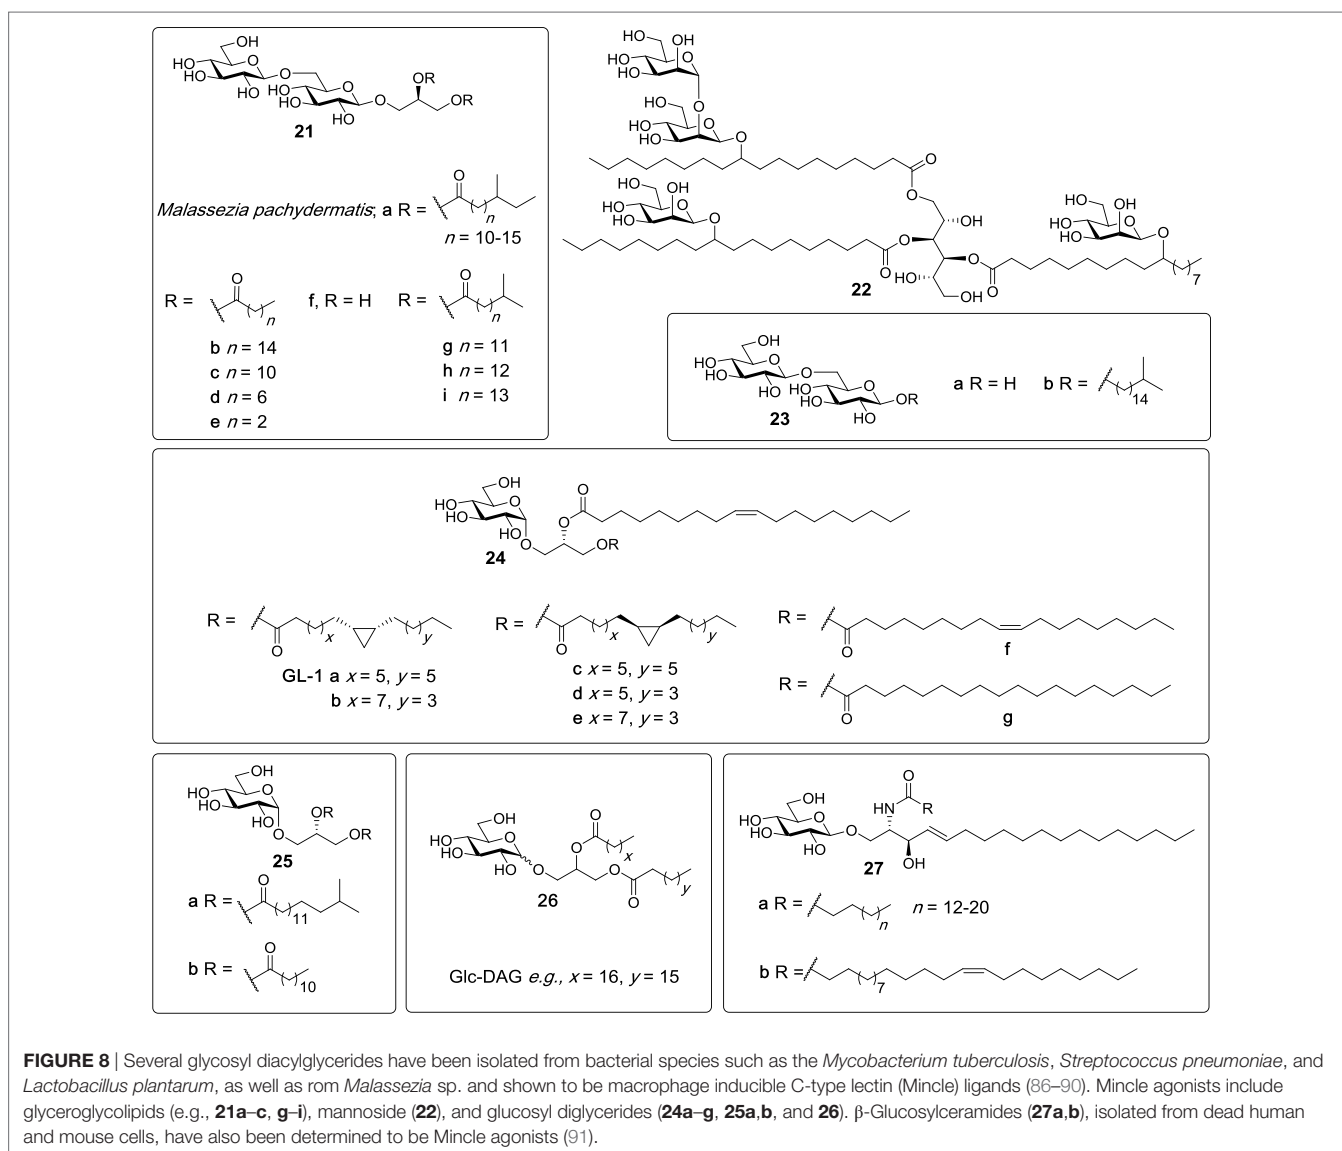 21
Malassezia pachydermatis; a R =
n = 10-15
R =
f, R = H
R =
b n = 14
c n = 10
d n = 6
e n = 2
g n = 11
h n = 12
i n = 13
22
23
a R = H
b R =
14
24
R =
GL-1 a x = 5, y = 5
b x = 7, y = 3
R =
c x = 5, y = 5
d x = 5, y = 3
e x = 7, y = 3
R =
f
R =
g
25
a R =
11
b R =
10
26
Glc-DAG e.g., x = 16, y = 15
27
a R =
n = 12-20
b R =
7
FIGURE 8 | Several glycosyl diacylglycerides have been isolated from bacterial species such as the Mycobacterium tuberculosis, Streptococcus pneumoniae, and
Lactobacillus plantarum, as well as rom Malassezia sp. and shown to be macrophage inducible C-type lectin (Mincle) ligands (86–90). Mincle agonists include
glyceroglycolipids (e.g., 21a–c, g–i), mannoside (22), and glucosyl diglycerides (24a–g, 25a,b, and 26). β-Glucosylceramides (27a,b), isolated from dead human
and mouse cells, have also been determined to be Mincle agonists (91).